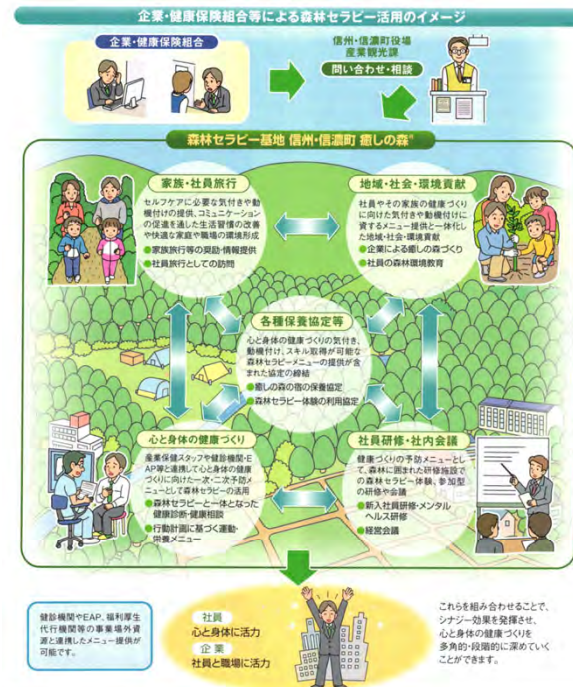 企業・健康保険組合等による森林セラピー活用のイメージ
企業・健康保険組合
信州・信濃町役場
産業観光課
問い合わせ・相談
森林セラピー基地 信州・信濃町 癒しの森®
家族・社員旅行
セルフケアに必要な気付きや動
機付けの提供、コミュニケーション
の促進を通した生活習慣の改善
や快適な家庭や職場の環境形成
●家族旅行等の奨励・情報提供
●社員旅行としての訪問
地域・社会・環境貢献
社員やその家族の健康づくり
に向けた気付きや動機付けに
資するメニュー提供と一体化し
た地域・社会・環境貢献
●企業による癒しの森づくり
●社員の森林環境教育
各種保養協定等
心と身体の健康づくりの気付き、
動機付け、スキル取得が可能な
森林セラピーメニューの提供が含
まれた協定の締結
●癒しの森の宿の保養協定
●森林セラピー体験の利用協定
心と身体の健康づくり
産業保健スタッフや健診機関・E
AP等と連携して心と身体の健康
づくりに向けた一次・二次予防メ
ニューとして森林セラピーの活用
●森林セラピーと一体となった
健康診断・健康相談
●行動計画に基づく運動・
栄養メニュー
社員研修・社内会議
健康づくりの予防メニューと
して、森林に囲まれた研修施設で
の森林セラピー体験、参加型
の研修や会議
●新入社員研修・メンタル
ヘルス研修
●経営会議
健診機関やEAP、福利厚生
代行機関等の事業場外資
源と連携したメニュー提供が
可能です。
社員
心と身体に活力
企業
社員と職場に活力
これらを組み合わせることで、
シナジー効果を発揮させ、
心と身体の健康づくりを
多角的・段階的に深めていく
ことができます。